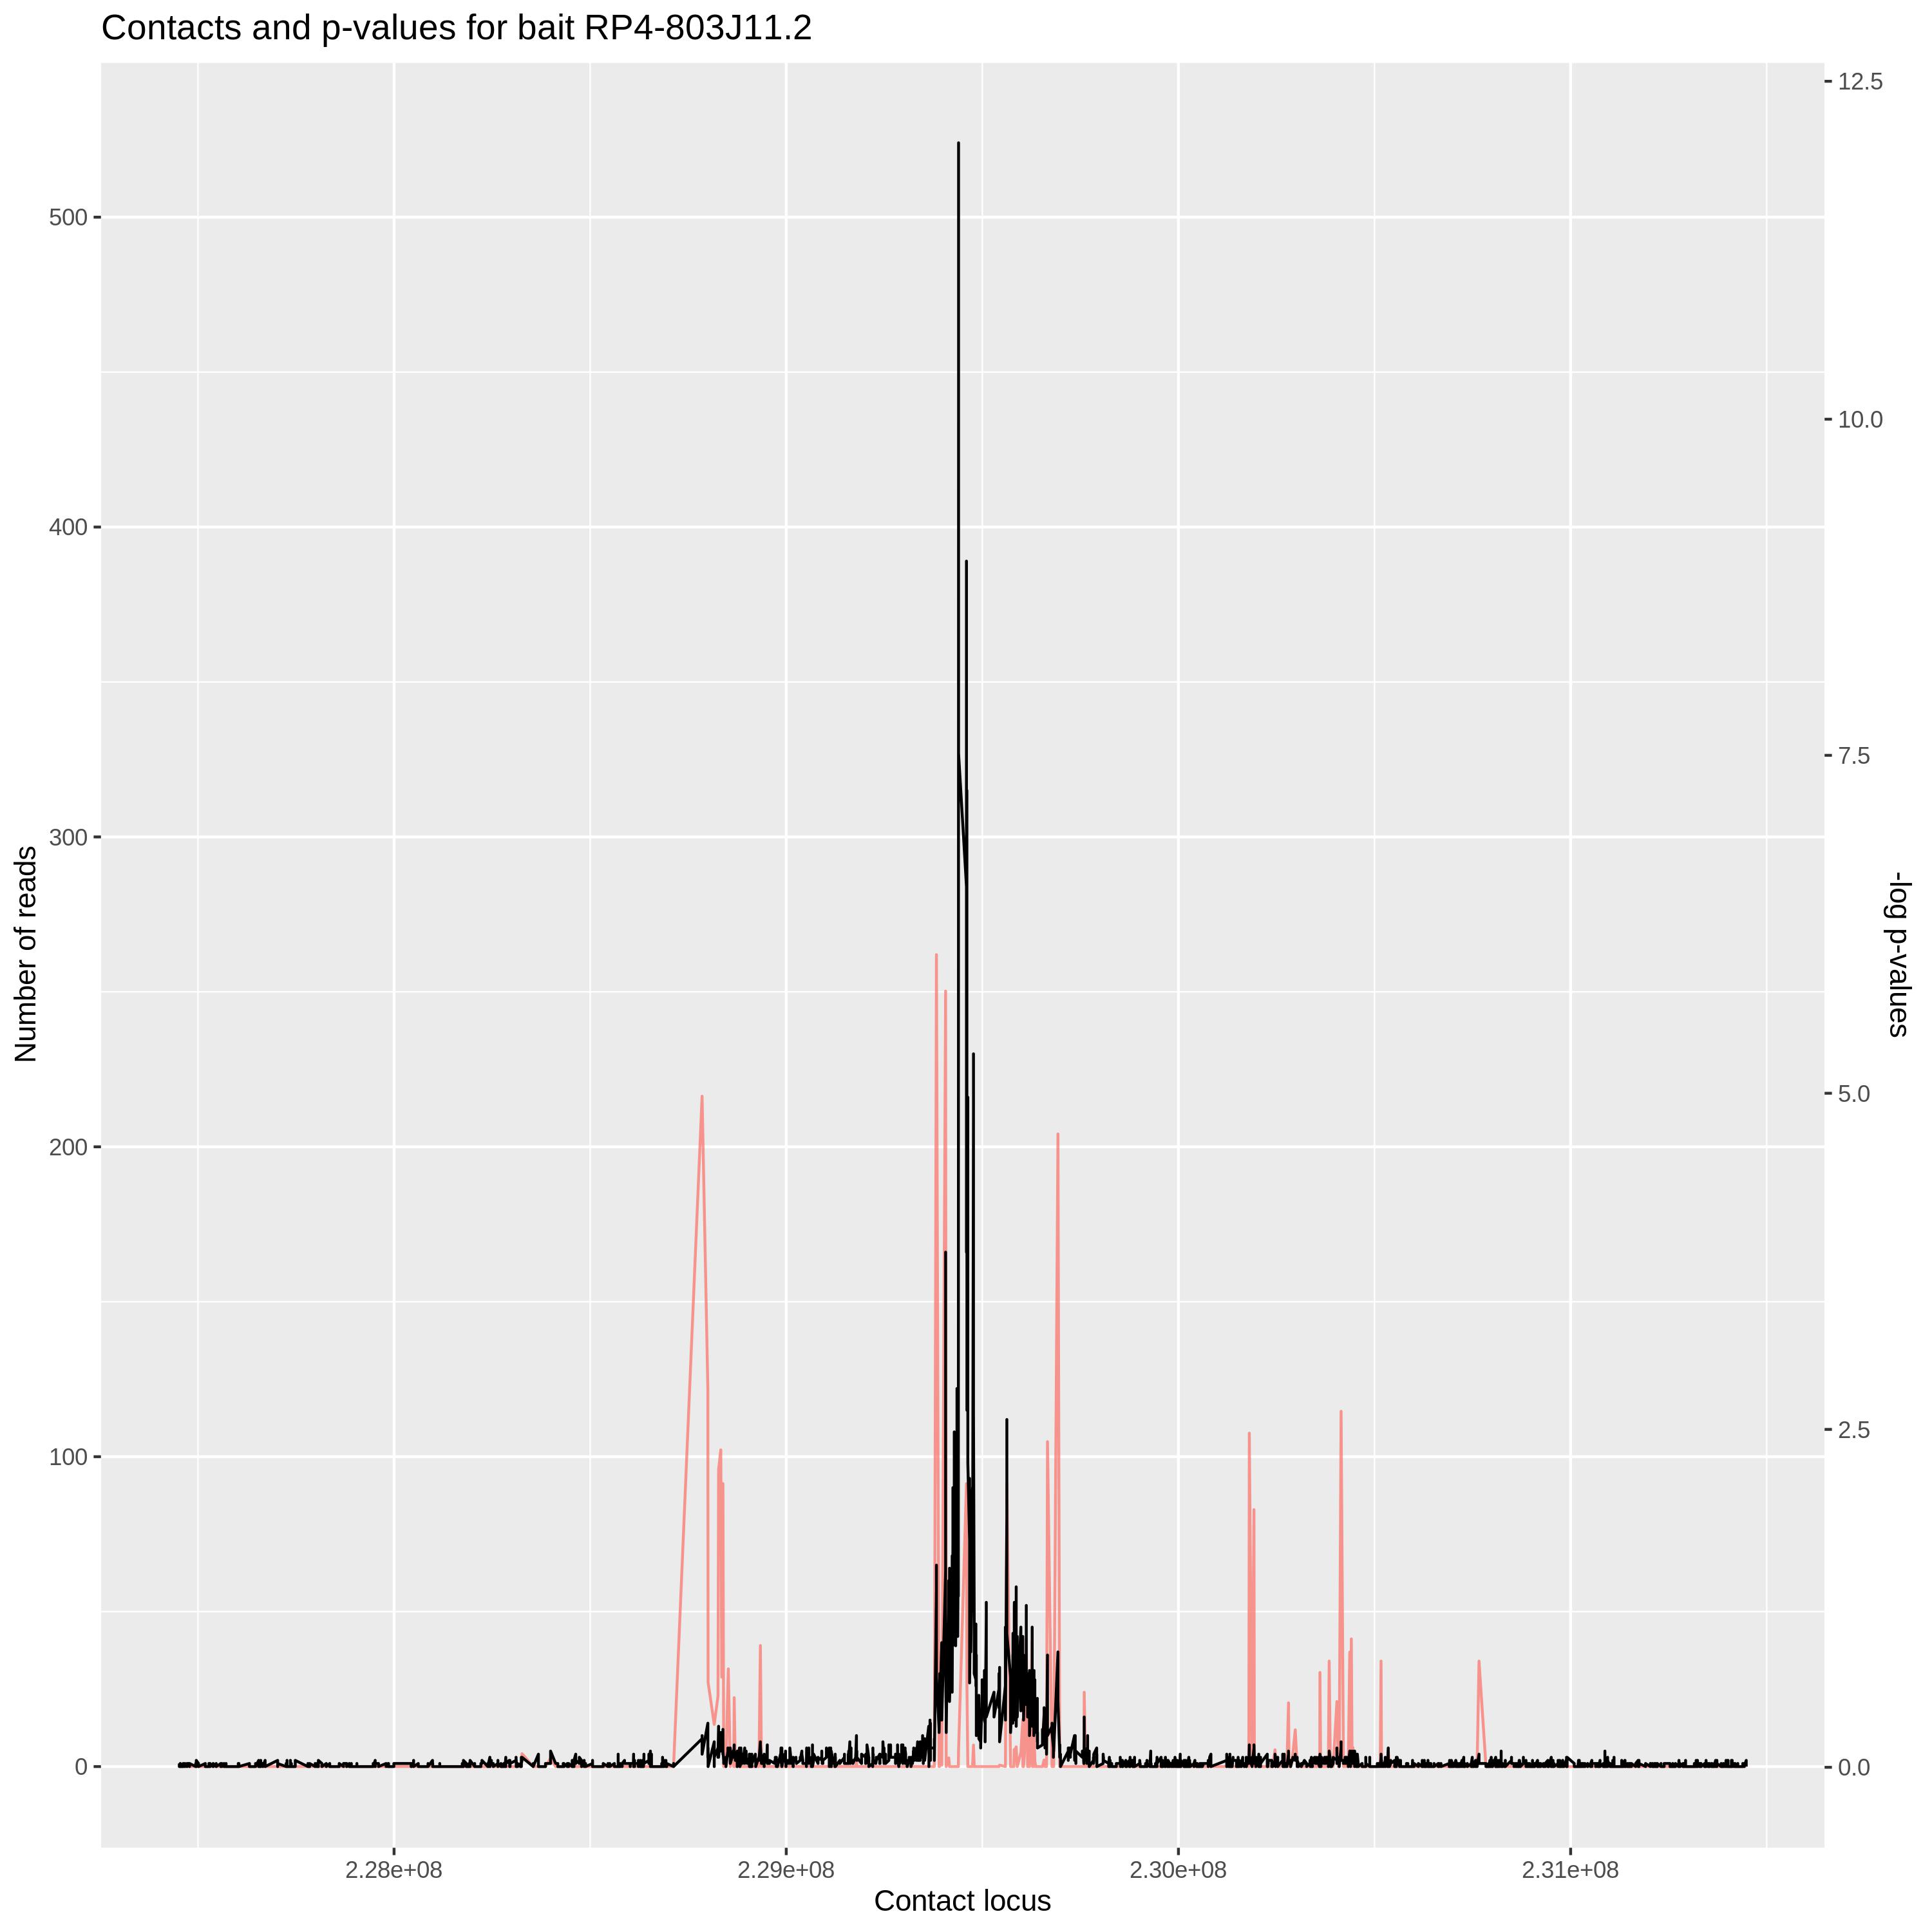 Contacts and p-values for bait RP4-803J11.2
12.5
500
10.0
400
7.5
300
Number of reads
-log p-values
5.0
200
2.5
100
0
0.0
2.28e+08
2.29e+08
2.30e+08
2.31e+08
Contact locus